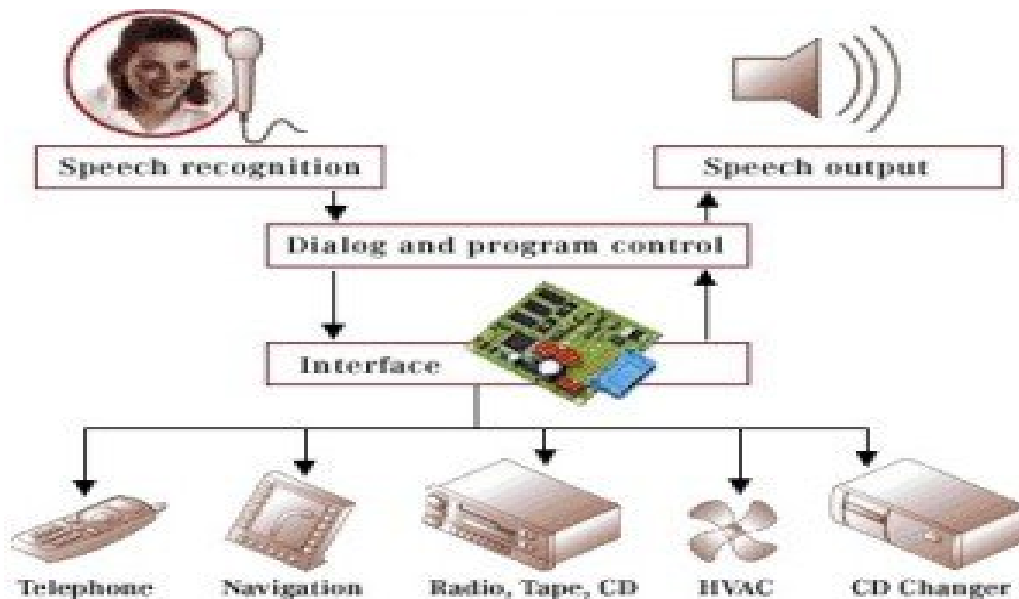 Speech recognition
Speech output
Dialog and program control
Interface
Telephone
Navigation
Radio, Tape, CD
HVAC
CD Changer